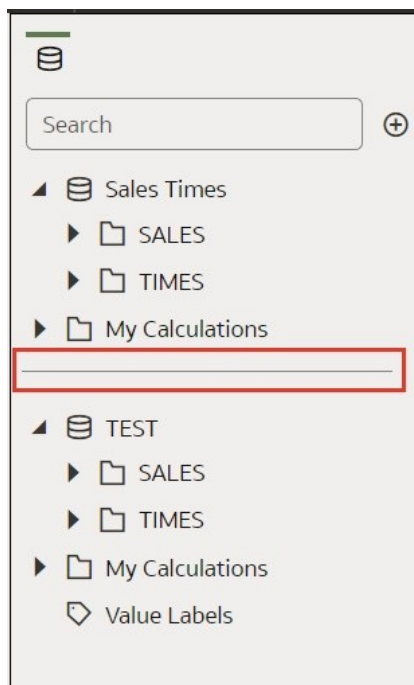 Search
Sales Times
SALES
TIMES
My Calculations
TEST
SALES
TIMES
My Calculations
Value Labels